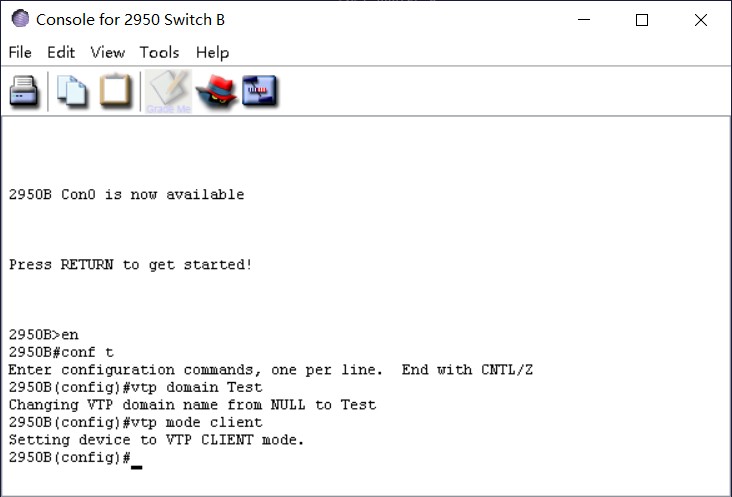 Console for 2950 Switch B
File Edit View Tools Help
Grade Me
2950B Con0 is now available
Press RETURN to get started!
2950B>en
2950B#conf t
Enter configuration commands, one per line.  End with CNTL/Z
2950B(config)#vtp domain Test
Changing VTP domain name from NULL to Test
2950B(config)#vtp mode client
Setting device to VTP CLIENT mode.
2950B(config)#